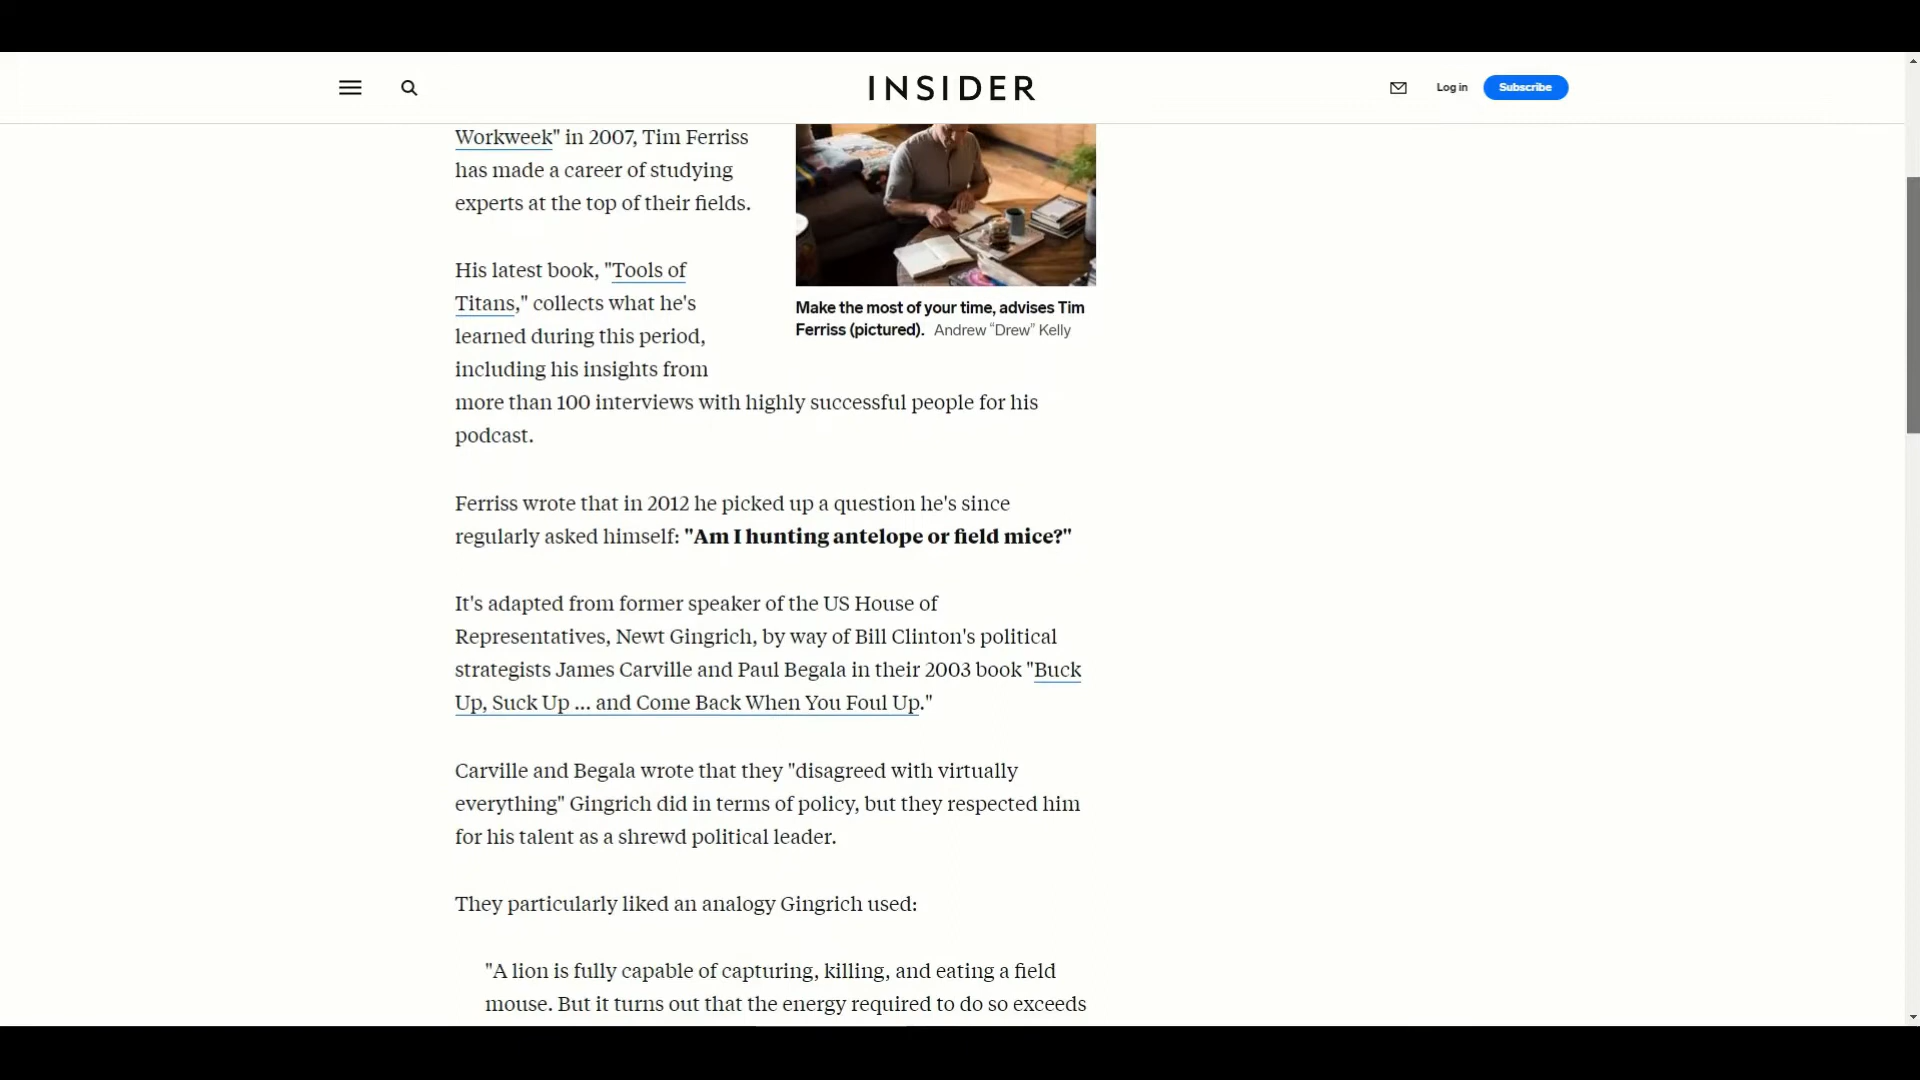 INSIDER
Log in
Subscribe
Workweek" in 2007, Tim Ferriss
has made a career of studying
experts at the top of their fields.
His latest book, "Tools of
Titans," collects what he's
learned during this period,
including his insights from
more than 100 interviews with highly successful people for his
podcast.
Make the most of your time, advises Tim
Ferriss (pictured). Andrew “Drew” Kelly
Ferriss wrote that in 2012 he picked up a question he's since
regularly asked himself: "Am I hunting antelope or field mice?"
It's adapted from former speaker of the US House of
Representatives, Newt Gingrich, by way of Bill Clinton's political
strategists James Carville and Paul Begala in their 2003 book "Buck
Up, Suck Up ... and Come Back When You Foul Up."
Carville and Begala wrote that they "disagreed with virtually
everything" Gingrich did in terms of policy, but they respected him
for his talent as a shrewd political leader.
They particularly liked an analogy Gingrich used:
"A lion is fully capable of capturing, killing, and eating a field
mouse. But it turns out that the energy required to do so exceeds